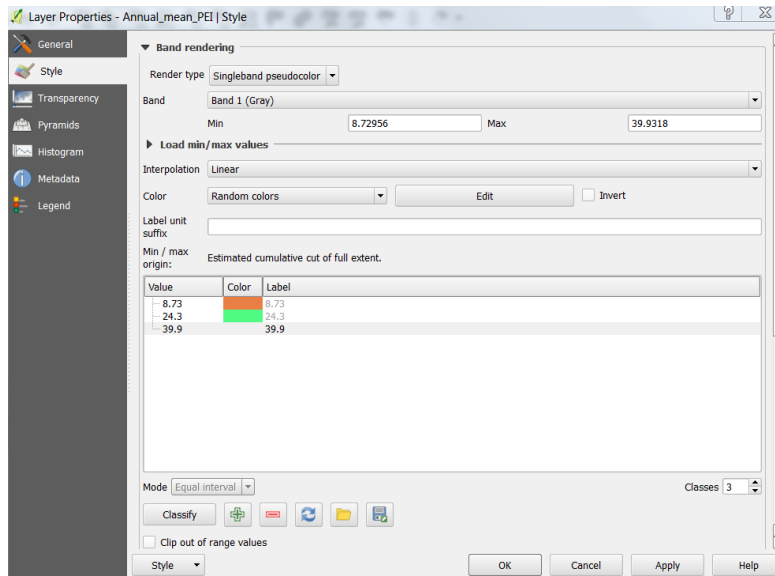 Layer Properties - Annual_mean_PEI | Style
General
Style
Transparency
Pyramids
Histogram
Metadata
Legend
Band rendering
Render type Singleband pseudocolor
Band Band 1 (Gray)
Min 8.72956 Max 39.9318
Load min/max values
Interpolation Linear
Color Random colors Edit Invert
Label unit
suffix
Min / max
origin: Estimated cumulative cut of full extent.
Value Color Label
8.73 8.73
24.3 24.3
39.9 39.9
Mode Equal interval Classes 3
Classify
Clip out of range values
Style OK Cancel Apply Help